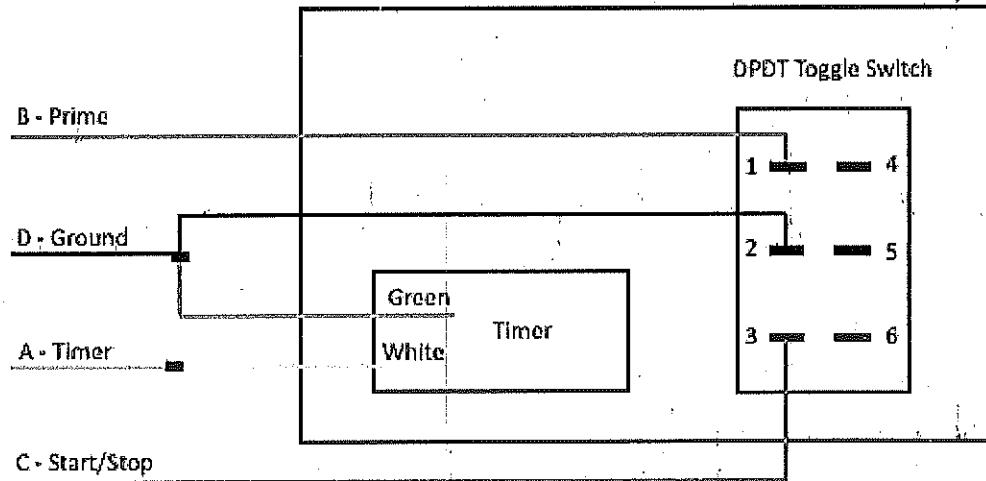 DPDT Toggle Switch
B - Prime
1 4
D - Ground
2 5
Green
Timer
3 6
A - Timer
White
C - Start/Stop